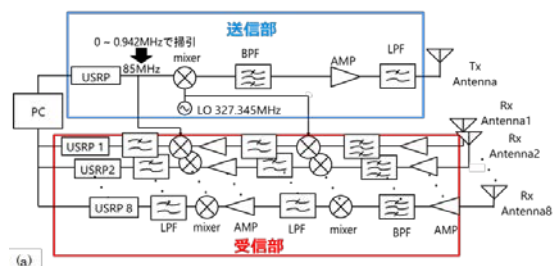 送信部
0 ~ 0.942MHzで掃引
85MHz
mixer
BPF
AMP
LPF
Tx
Antenna
USRP
LO 327.345MHz
PC
Rx
Antenna1
Rx
Antenna2
USRP 1
USRP2
USRP 8
LPF
mixer
AMP
LPF
mixer
BPF
AMP
Rx
Antenna8
受信部
(a)